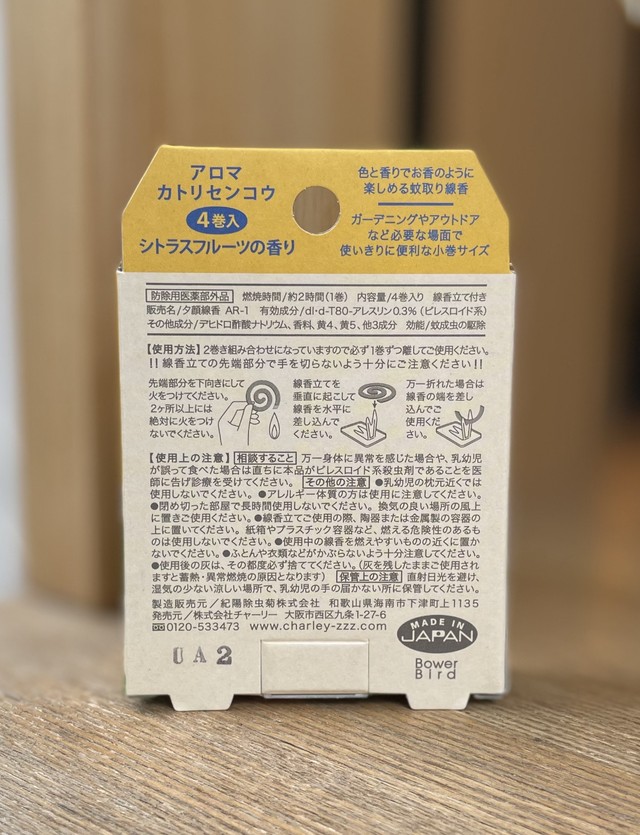 アロマ
カトリセンコウ
4巻入
シトラスフルーツの香り
色と香りでお香のように
楽しめる蚊取り線香
ガーデニングやアウトドア
など必要な場面で
使いきりに便利な小巻サイズ
防除用医薬部外品 燃焼時間/約2時間(1巻) 内容量/4巻入り 線香立て付き
販売名/夕顔線香 AR-1 有効成分/dl·d-T80-アレスリン0.3%(ピレスロイド系)
その他成分/デヒドロ酢酸ナトリウム、香料、黄4、黄5、他3成分 効能/蚊成虫の駆除
【使用方法】2巻き組み合わせになっていますので必ず1巻ずつ離してご使用ください。
!!線香立ての先端部分で手を切らないよう十分にご注意ください!!
先端部分を下向きにして
火をつけてください。
2ヶ所以上には
絶対に火をつけ
ないでください。
線香立てを
垂直に起こして
線香を水平に
差し込んで
ください。
万一折れた場合は
線香の端を差し
込んでご
使用くだ
さい。
【使用上の注意】 相談すること 万一身体に異常を感じた場合や、乳幼児
が誤って食べた場合は直ちに本品がピレスロイド系殺虫剤であることを医
師に告げ診療を受けてください。 その他の注意 ●乳幼児の枕元近くでは
使用しないでください。●アレルギー体質の方は使用に注意してください。
●閉め切った部屋で長時間使用しないでください。換気の良い場所の風上
に置きご使用ください。●線香立てご使用の際、陶器または金属製の容器の
上に置いてください。紙箱やプラスチック容器など、燃える危険性のあるも
のは使用しないでください。●使用中の線香を燃えやすいものの近くに置か
ないでください。●ふとんや衣類などがかぶらないよう十分注意してください。
●使用後の灰は、その都度必ず捨ててください。(灰を残したままご使用され
ますと蓄熱・異常燃焼の原因となります) 保管上の注意 直射日光を避け、
湿気の少ない涼しい場所で、乳幼児の手の届かない所に保管してください。
製造販売元/紀陽除虫菊株式会社 和歌山県海南市下津町上1135
発売元/株式会社チャーリー 大阪市西区九条1-27-6
0120-533473 www.charley-zzz.com
MADE IN
JAPAN
UA2
Bower
Bird